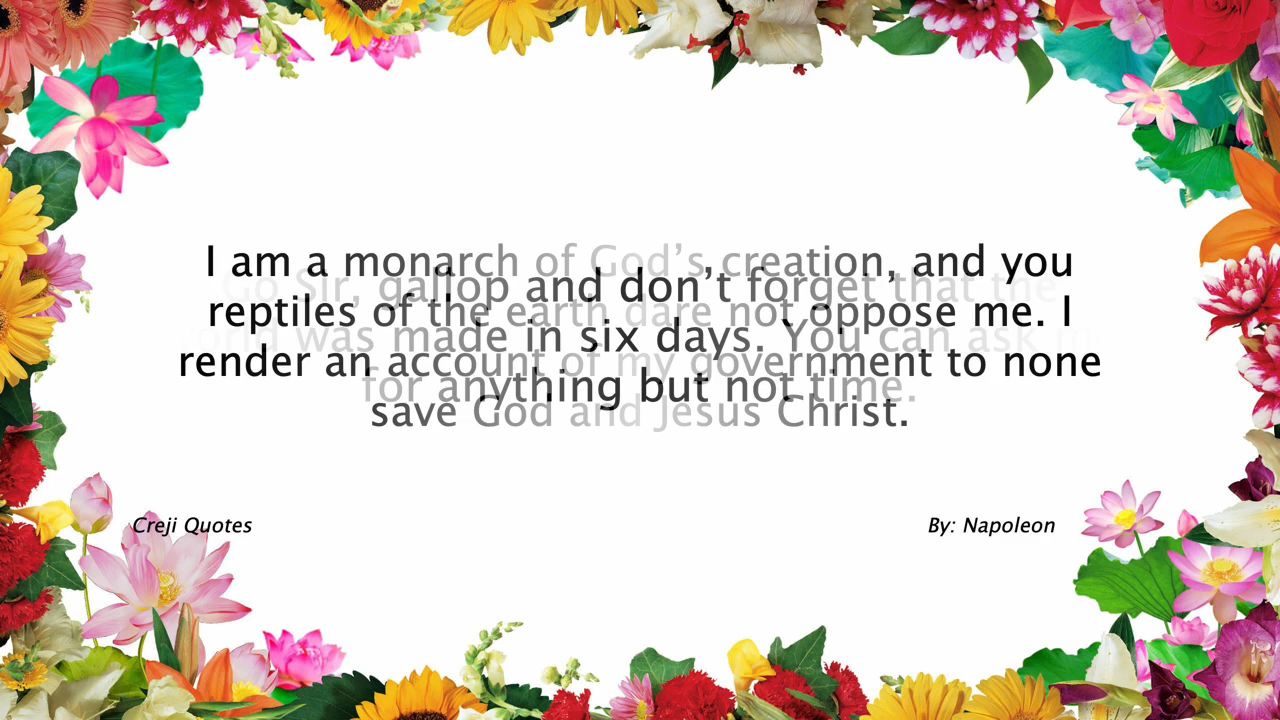 I am a monarch of God’s creation, and you
reptiles of the earth dare not oppose me. I
render an account of my government to none
save God and Jesus Christ.
Go Sir, gallop and don’t forget that the
world was made in six days. You can ask me
for anything but not time.
Creji Quotes
By: Napoleon